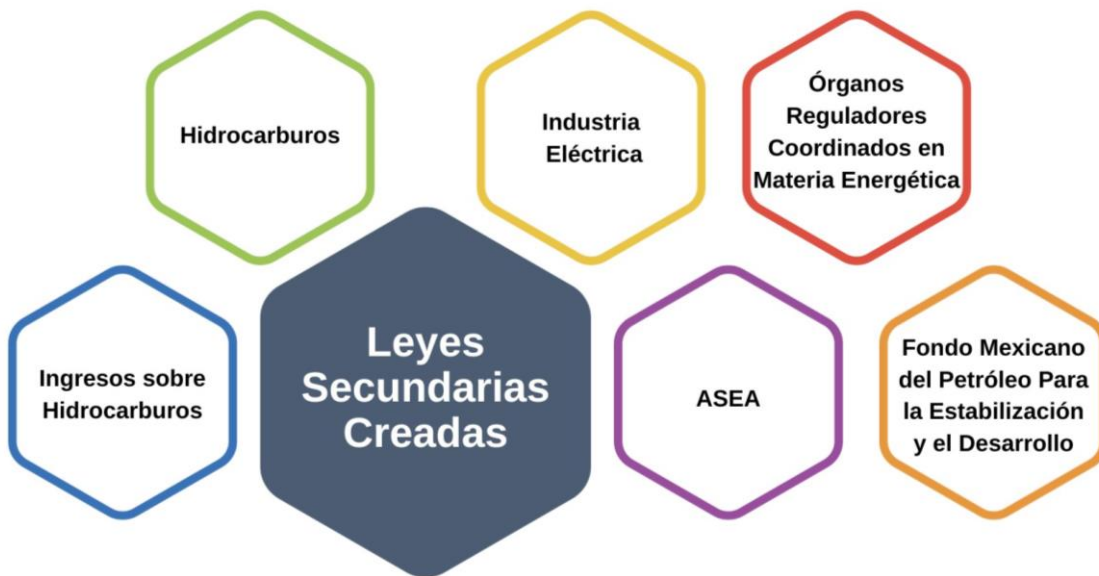 Hidrocarburos
Industria
Eléctrica
Órganos
Reguladores
Coordinados en
Materia Energética
Ingresos sobre
Hidrocarburos
Leyes
Secundarias
Creadas
ASEA
Fondo Mexicano
del Petróleo Para
la Estabilización
y el Desarrollo